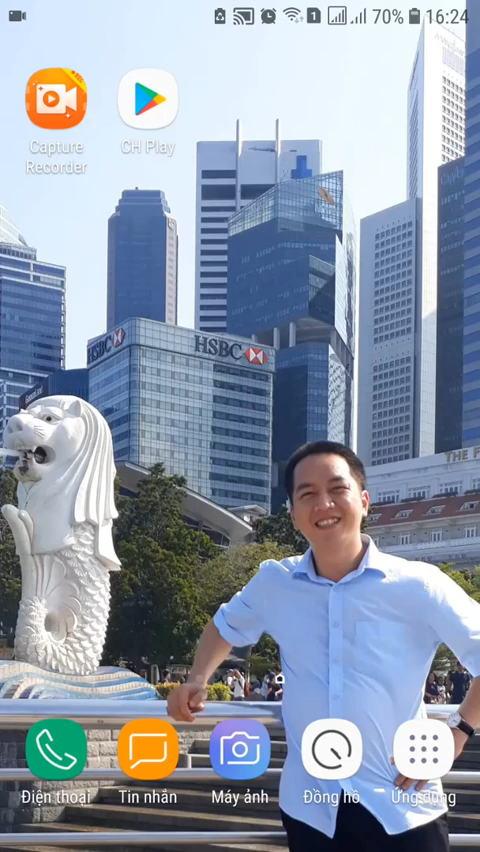 1
70%
16:24
Capture
Recorder
CH Play
HSBC
HSBC
THE F
Điện thoại
Tin nhắn
Máy ảnh
Đồng hồ
Ứng dụng